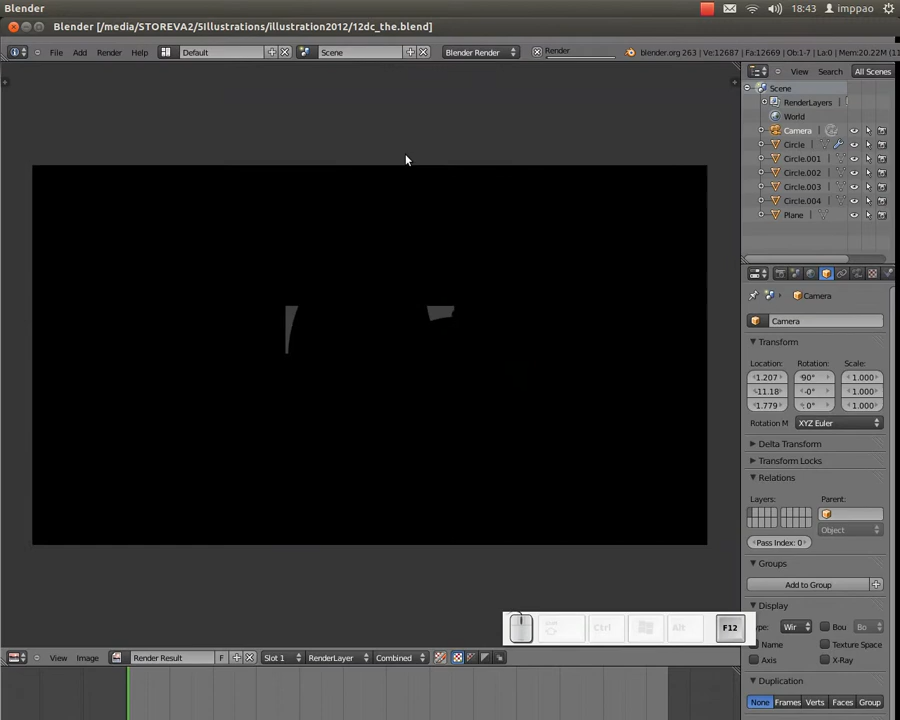 Blender
18:43
imppao
Blender [/media/STOREVA2/5Illustrations/illustration2012/12dc_the.blend]
File
Add
Render
Help
Default
Scene
Blender Render
Render
blender.org 263 | Ve:12687 | Fa:12669 | Ob:1-7 | La:0 | Mem:20.22M
View
Search
All Scenes
Scene
RenderLayers
World
Camera
Circle
Circle.001
Circle.002
Circle.003
Circle.004
Plane
Camera
Camera
Transform
Location:
Rotation:
Scale:
1.207
90°
1.000
-11.18
-0°
1.000
1.779
0°
1.000
Rotation M
XYZ Euler
Delta Transform
Transform Locks
Relations
Layers:
Parent:
Object
Pass Index: 0
Groups
Add to Group
Display
ype:
Wir
Bou
Bo
Name
Texture Space
Axis
X-Ray
Duplication
None
Frames
Verts
Faces
Group
Ctrl
Alt
F12
View
Image
Render Result
F
Slot 1
RenderLayer
Combined